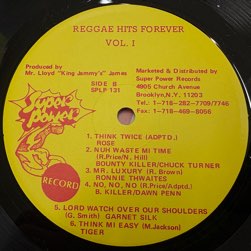 REGGAE HITS FOREVER
VOL. I
Produced by
Mr. Lloyd "King Jammy's" James
SIDE B
SPLP 131
Marketed & Distributed by
Super Power Records
4905 Church Avenue
Brooklyn,N.Y. 11203
Tel.: 1-718-282-7709/7746
Fax: 1-718-469-8056
Super
Power
RECORD
1. THINK TWICE (ADPTD.)
ROSE
2. NUH WASTE MI TIME
(R.Price/N. Hill)
BOUNTY KILLER/CHUCK TURNER
3. MR. LUXURY (R. Brown)
RONNIE THWAITES
4. NO, NO, NO (R.Price/Adptd.)
B. KILLER/DAWN PENN
5. LORD WATCH OVER OUR SHOULDERS
(G. Smith) GARNET SILK
6. THINK MI EASY (M.Jackson)
TIGER